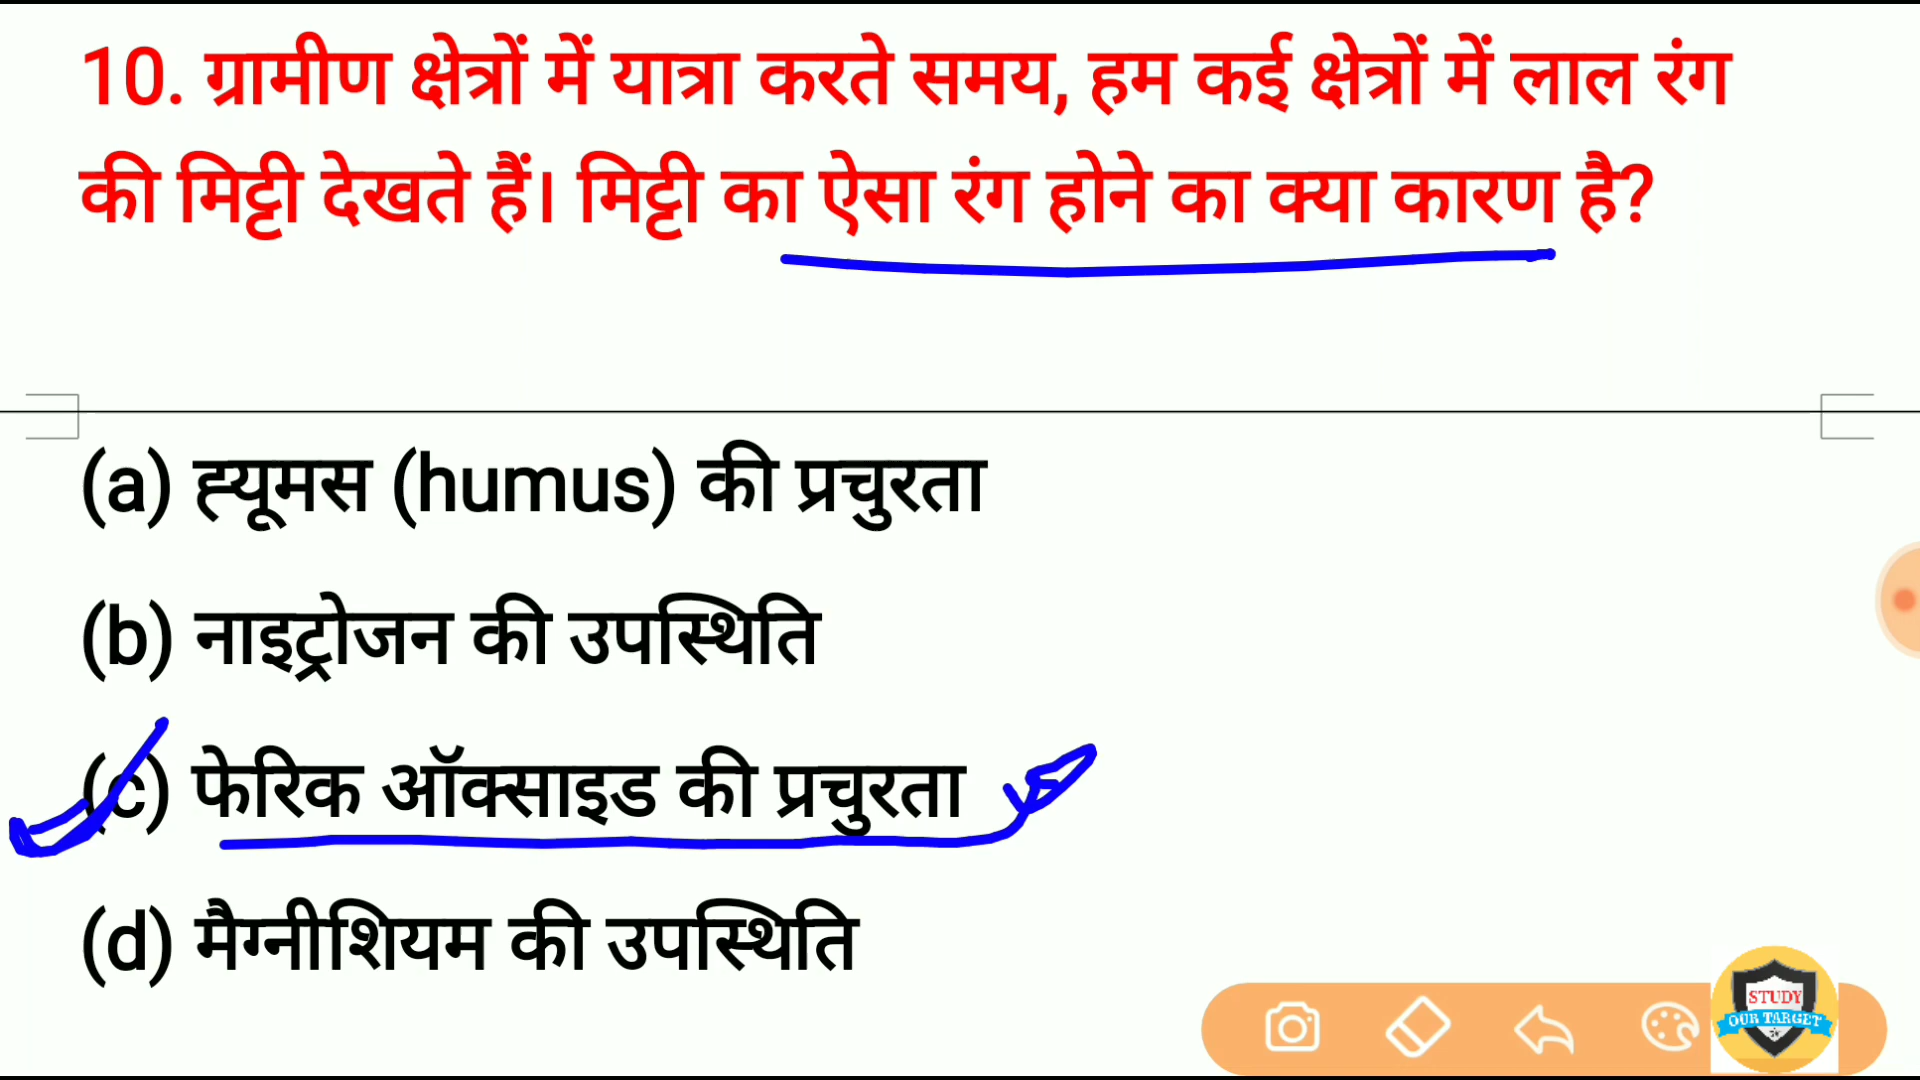 10. ग्रामीण क्षेत्रों में यात्रा करते समय, हम कई क्षेत्रों में लाल रंग
की मिट्टी देखते हैं। मिट्टी का ऐसा रंग होने का क्या कारण है?
(a) ह्यूमस (humus) की प्रचुरता
(b) नाइट्रोजन की उपस्थिति
(c) फेरिक ऑक्साइड की प्रचुरता
(d) मैग्नीशियम की उपस्थिति
STUDY
OUR TARGET